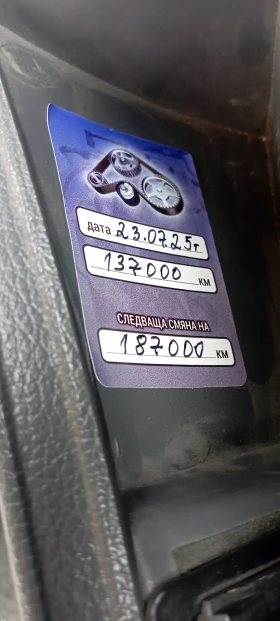 дата 23.07.25г
137000 км
СЛЕДВАЩА СМЯНА НА
187000 км